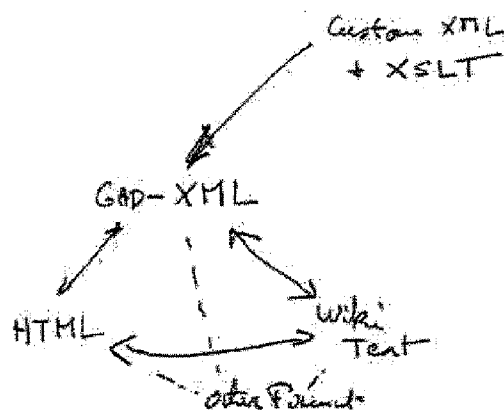 Custom XML
+ XSLT
GAD-XML
HTML
Wiki
Text
Other Formats